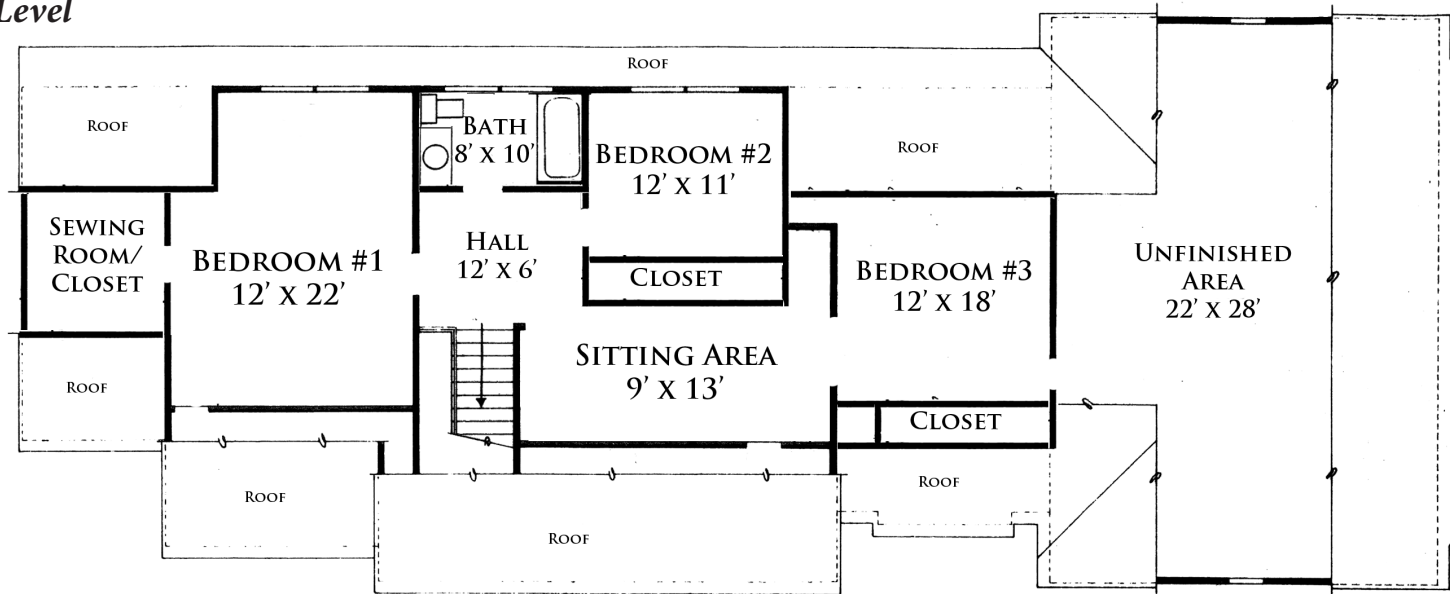 Level
Roof
Roof
Bath
8' x 10'
Bedroom #2
12' x 11'
Roof
Sewing
Room/
Closet
Bedroom #1
12' x 22'
Hall
12' x 6'
Closet
Bedroom #3
12' x 18'
Unfinished
Area
22' x 28'
Sitting Area
9' x 13'
Roof
Closet
Roof
Roof
Roof